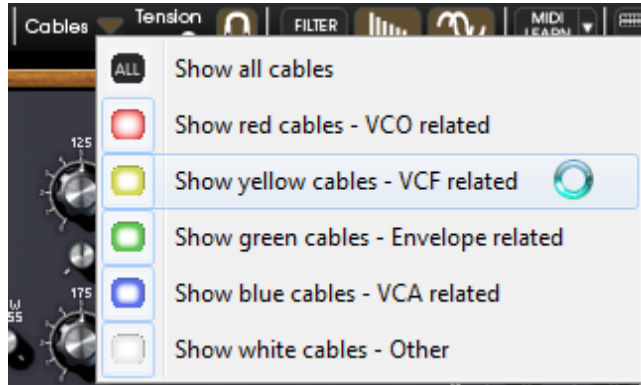 Cables Tension FILTER MIDI LEARN
ALL Show all cables
125
Show red cables - VCO related
Show yellow cables - VCF related
Show green cables - Envelope related
175
Show blue cables - VCA related
Show white cables - Other